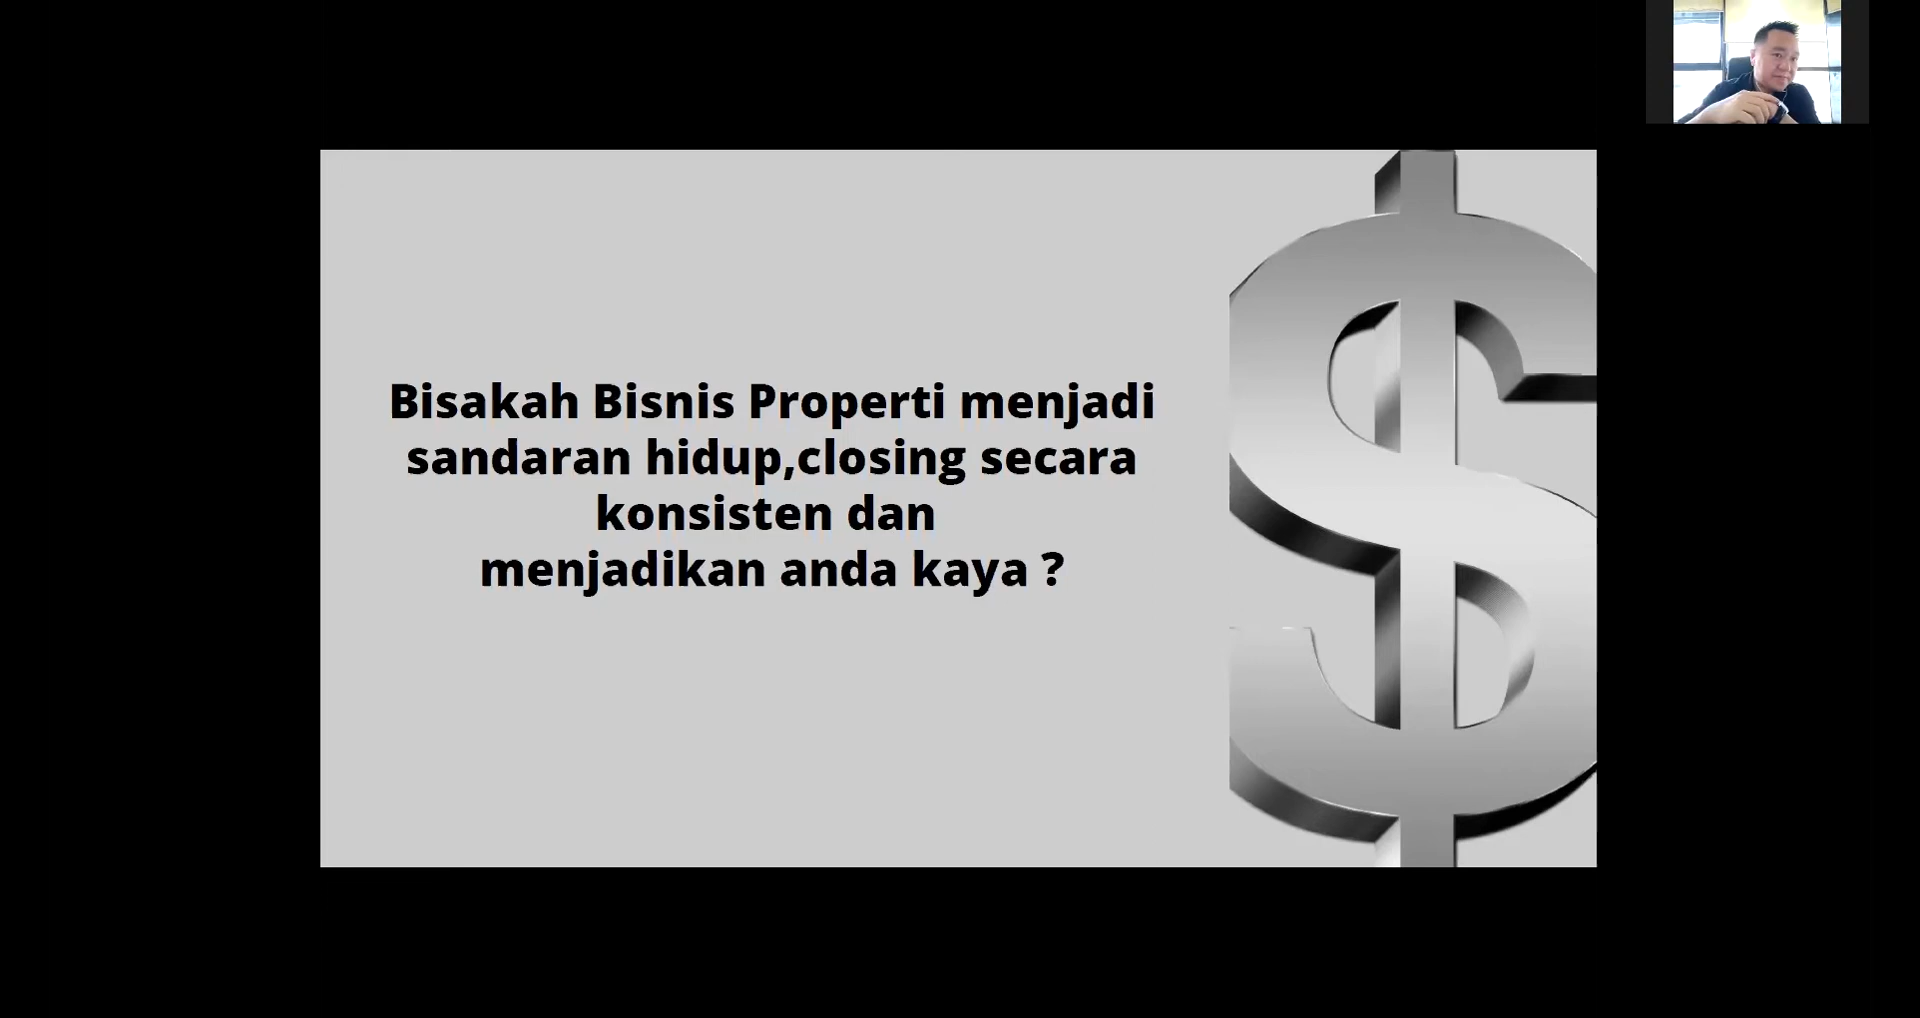 Bisakah Bisnis Properti menjadi
sandaran hidup,closing secara
konsisten dan
menjadikan anda kaya ?